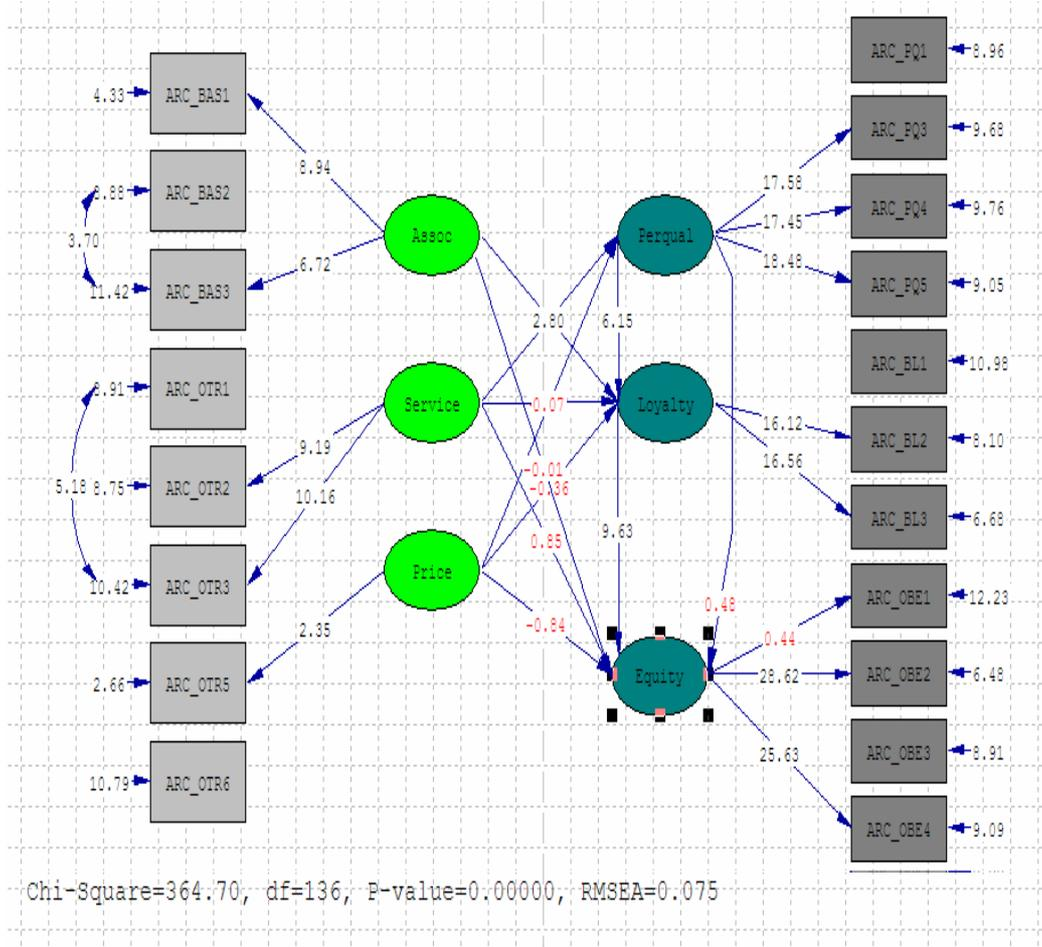 ARC_PQ1
8.96
ARC_BAS1
4.33
ARC_PQ3
9.68
8.94
17.58
ARC_BAS2
ARC_PQ4
9.76
17.45
3.70
Assoc
Perqual
18.48
6.72
ARC_BAS3
11.42
ARC_PQ5
9.05
2.80
6.15
ARC_BL1
10.98
ARC_OTR1
8.91
Service
0.07
Loyalty
16.12
ARC_BL2
8.10
9.19
16.56
-0.01
-0.36
5.18
8.75
ARC_OTR2
10.16
ARC_BL3
6.68
9.63
0.85
Price
10.42
ARC_OTR3
ARC_OBE1
12.23
0.48
2.35
-0.84
0.44
2.66
ARC_OTR5
Equity
28.62
ARC_OBE2
6.48
25.63
ARC_OBE3
8.91
10.79
ARC_OTR6
ARC_OBE4
9.09
Chi-Square=364.70, df=136, P-value=0.00000, RMSEA=0.075